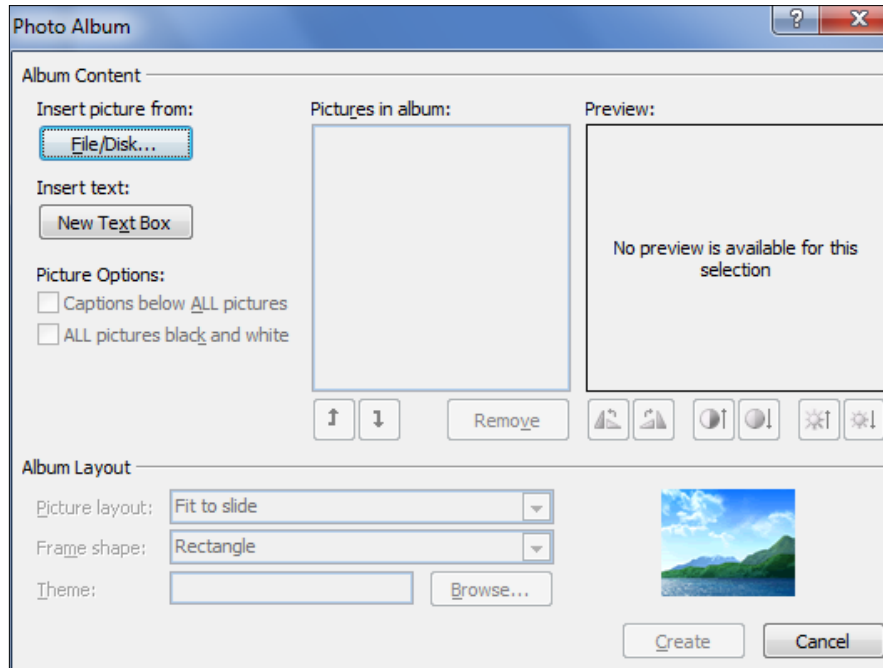 Photo Album
Album Content
Insert picture from:
File/Disk...
Insert text:
New Text Box
Picture Options:
Captions below ALL pictures
ALL pictures black and white
Pictures in album:
Remove
Preview:
No preview is available for this
selection
Album Layout
Picture layout: Fit to slide
Frame shape: Rectangle
Theme:
Browse...
Create
Cancel